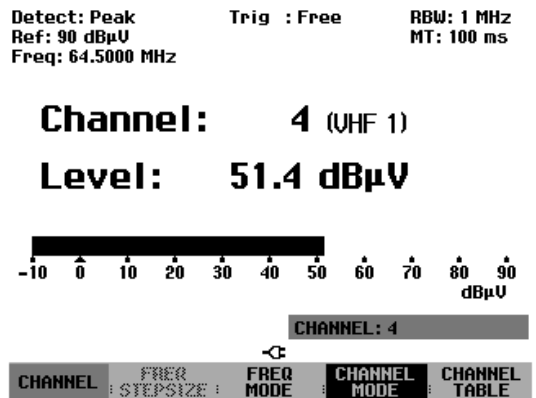 Detect: Peak Trig : Free RBW: 1 MHz
Ref: 90 dBµV MT: 100 ms
Freq: 64.5000 MHz
Channel: 4 (VHF 1)
Level: 51.4 dBµV
-10 0 10 20 30 40 50 60 70 80 90
dBµV
CHANNEL: 4
CHANNEL FREQ STEPSIZE FREQ MODE CHANNEL MODE CHANNEL TABLE